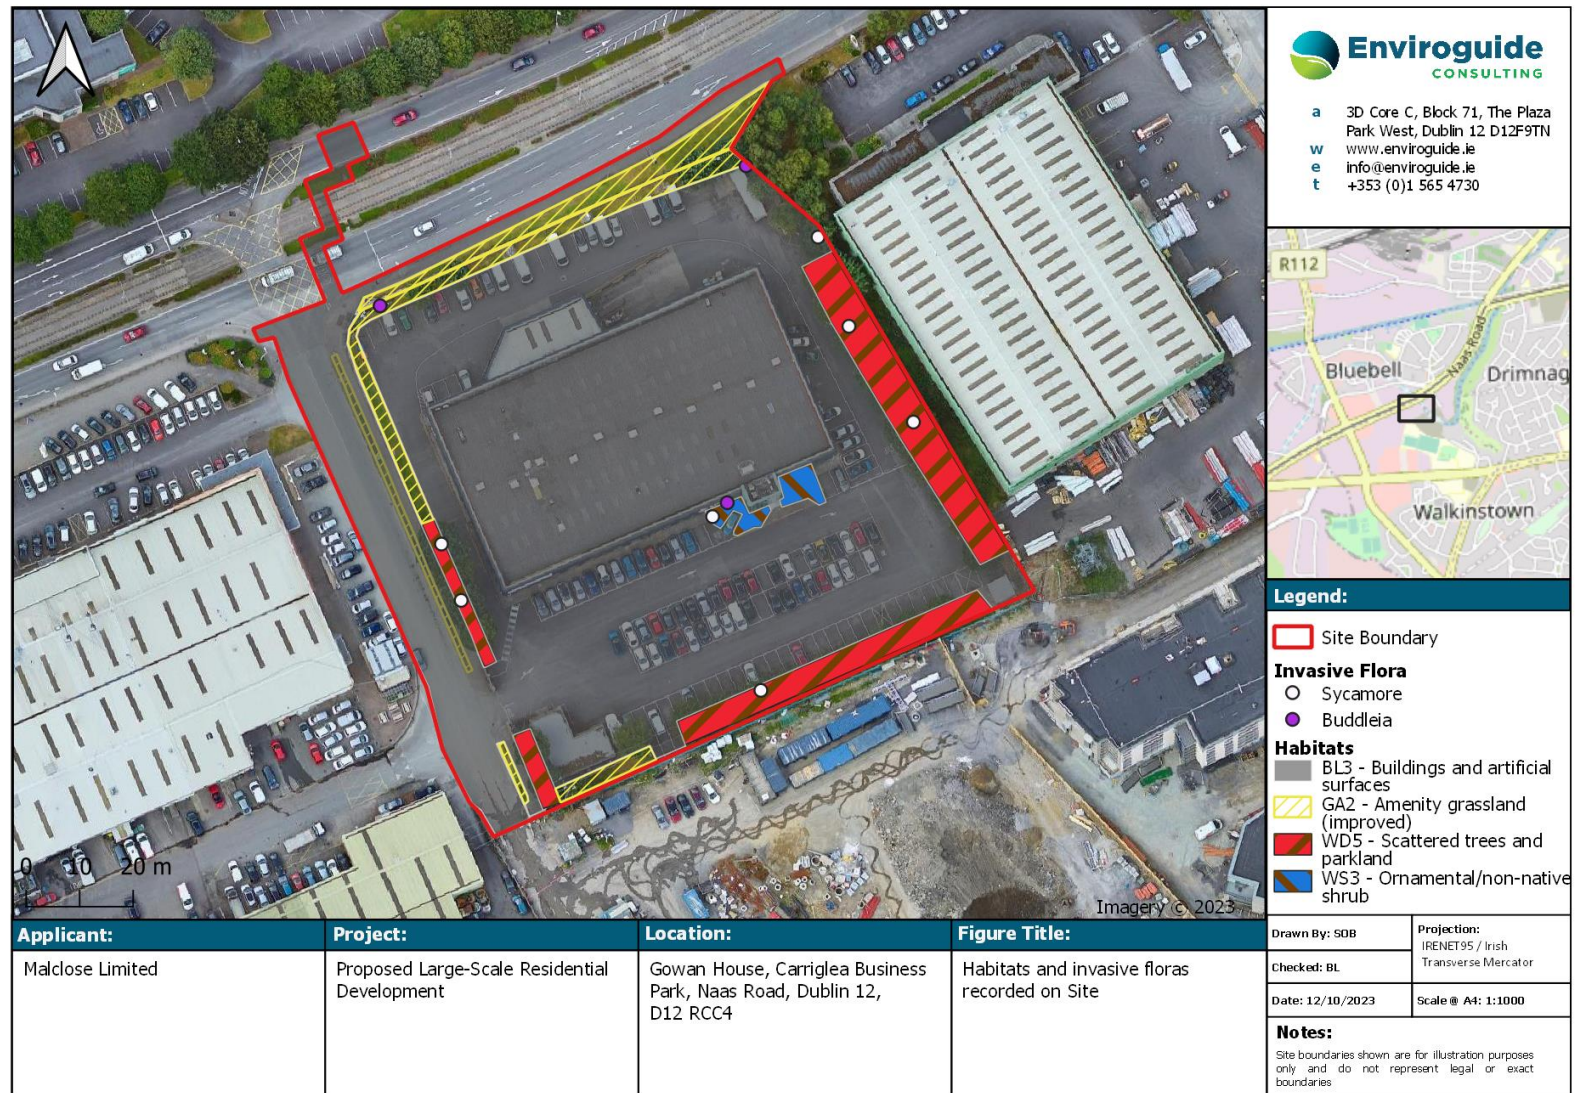 Enviroguide
CONSULTING
a 3D Core C, Block 71, The Plaza
Park West, Dublin 12 D12F9TN
w www.enviroguide.ie
e info@enviroguide.ie
t +353 (0)1 565 4730
R112
Naas Road
Bluebell
Drimnag
Walkinstown
Legend:
Site Boundary
Invasive Flora
Sycamore
Buddleia
Habitats
BL3 - Buildings and artificial
surfaces
GA2 - Amenity grassland
(improved)
WD5 - Scattered trees and
parkland
WS3 - Ornamental/non-native
shrub
0 10 20 m
Imagery © 2023
Applicant:
Malclose Limited
Project:
Proposed Large-Scale Residential
Development
Location:
Gowan House, Carriglea Business
Park, Naas Road, Dublin 12,
D12 RCC4
Figure Title:
Habitats and invasive floras
recorded on Site
Drawn By: SOB
Checked: BL
Date: 12/10/2023
Projection:
IRENET95 / Irish
Transverse Mercator
Scale @ A4: 1:1000
Notes:
Site boundaries shown are for illustration purposes
only and do not represent legal or exact
boundaries